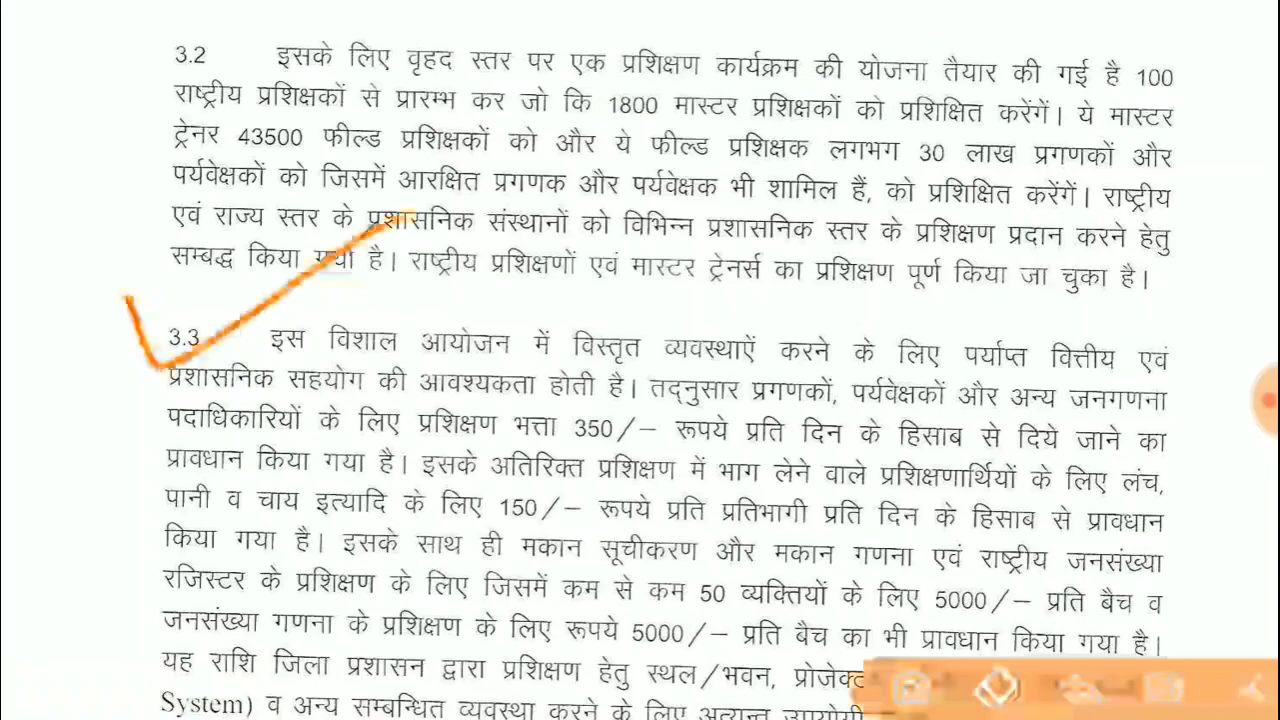 3.2 इसके लिए वृहद स्तर पर एक प्रशिक्षण कार्यक्रम की योजना तैयार की गई है 100
राष्ट्रीय प्रशिक्षकों से प्रारम्भ कर जो कि 1800 मास्टर प्रशिक्षकों को प्रशिक्षित करेंगें। ये मास्टर
ट्रेनर 43500 फील्ड प्रशिक्षकों को और ये फील्ड प्रशिक्षक लगभग 30 लाख प्रगणकों और
पर्यवेक्षकों को जिसमें आरक्षित प्रगणक और पर्यवेक्षक भी शामिल हैं, को प्रशिक्षित करेंगें। राष्ट्रीय
एवं राज्य स्तर के प्रशासनिक संस्थानों को विभिन्न प्रशासनिक स्तर के प्रशिक्षण प्रदान करने हेतु
सम्बद्ध किया गया है। राष्ट्रीय प्रशिक्षणों एवं मास्टर ट्रेनर्स का प्रशिक्षण पूर्ण किया जा चुका है।
3.3 इस विशाल आयोजन में विस्तृत व्यवस्थाऐं करने के लिए पर्याप्त वित्तीय एवं
प्रशासनिक सहयोग की आवश्यकता होती है। तद्नुसार प्रगणकों, पर्यवेक्षकों और अन्य जनगणना
पदाधिकारियों के लिए प्रशिक्षण भत्ता 350/– रूपये प्रति दिन के हिसाब से दिये जाने का
प्रावधान किया गया है। इसके अतिरिक्त प्रशिक्षण में भाग लेने वाले प्रशिक्षणार्थियों के लिए लंच,
पानी व चाय इत्यादि के लिए 150/– रूपये प्रति प्रतिभागी प्रति दिन के हिसाब से प्रावधान
किया गया है। इसके साथ ही मकान सूचीकरण और मकान गणना एवं राष्ट्रीय जनसंख्या
रजिस्टर के प्रशिक्षण के लिए जिसमें कम से कम 50 व्यक्तियों के लिए 5000/– प्रति बैच व
जनसंख्या गणना के प्रशिक्षण के लिए रूपये 5000/– प्रति बैच का भी प्रावधान किया गया है।
यह राशि जिला प्रशासन द्वारा प्रशिक्षण हेतु स्थल/भवन,
System) व अन्य सम्बन्धित व्यवस्था करने के लिए अत्यन्त उपयोगी